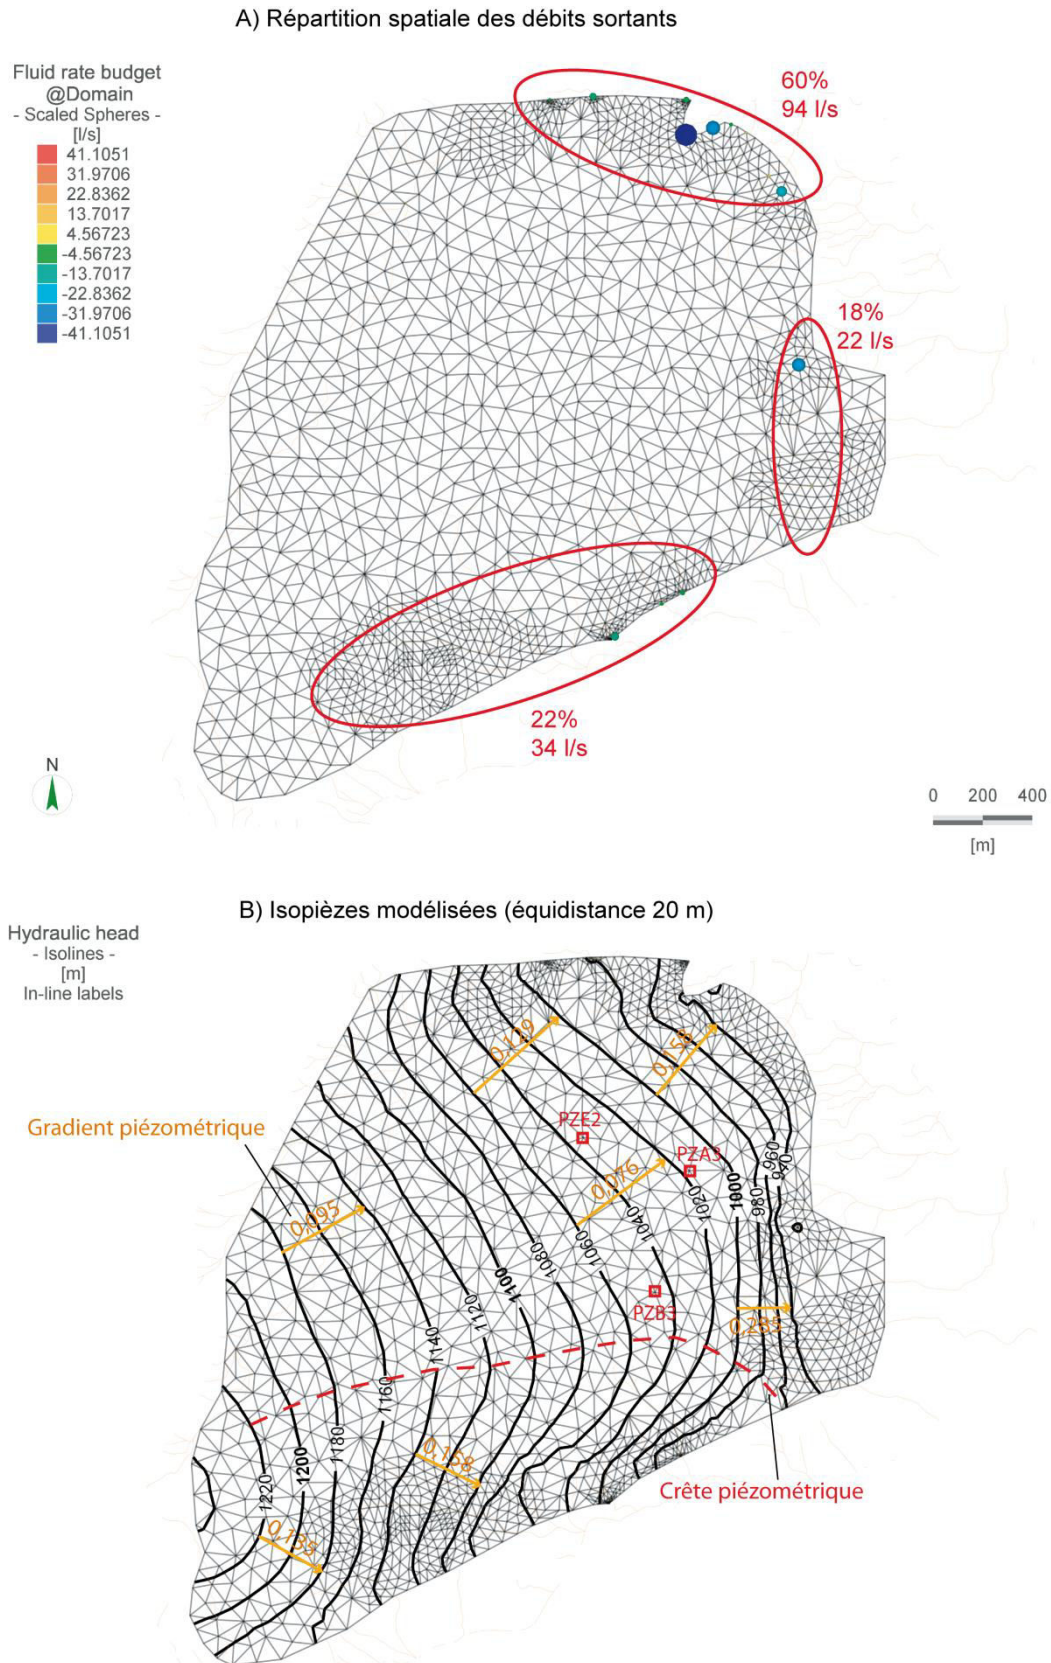 A) Répartition spatiale des débits sortants
Fluid rate budget
@Domain
- Scaled Spheres -
[l/s]
41.1051
31.9706
22.8362
13.7017
4.56723
-4.56723
-13.7017
-22.8362
-31.9706
-41.1051
60%
94 l/s
18%
22 l/s
22%
34 l/s
N
0 200 400
[m]
B) Isopièzes modélisées (équidistance 20 m)
Hydraulic head
- Isolines -
[m]
In-line labels
0,129
0,158
PZE2
PZA3
Gradient piézométrique
0,095
0,076
960
940
980
1000
1020
1040
1060
1080
1100
1120
1140
1160
1180
1200
1220
PZB3
0,285
0,168
0,135
Crête piézométrique